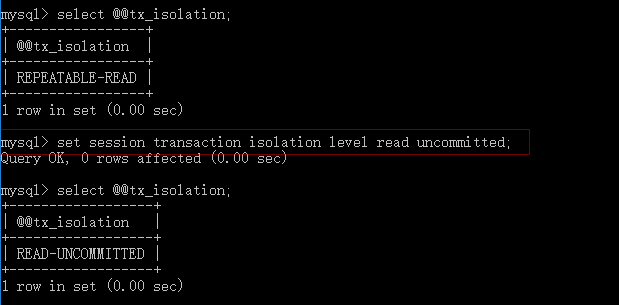 mysql> select @@tx_isolation;
+-----------------+
| @@tx_isolation  |
+-----------------+
| REPEATABLE-READ |
+-----------------+
1 row in set (0.00 sec)
mysql> set session transaction isolation level read uncommitted;
Query OK, 0 rows affected (0.00 sec)
mysql> select @@tx_isolation;
+------------------+
| @@tx_isolation   |
+------------------+
| READ-UNCOMMITTED |
+------------------+
1 row in set (0.00 sec)